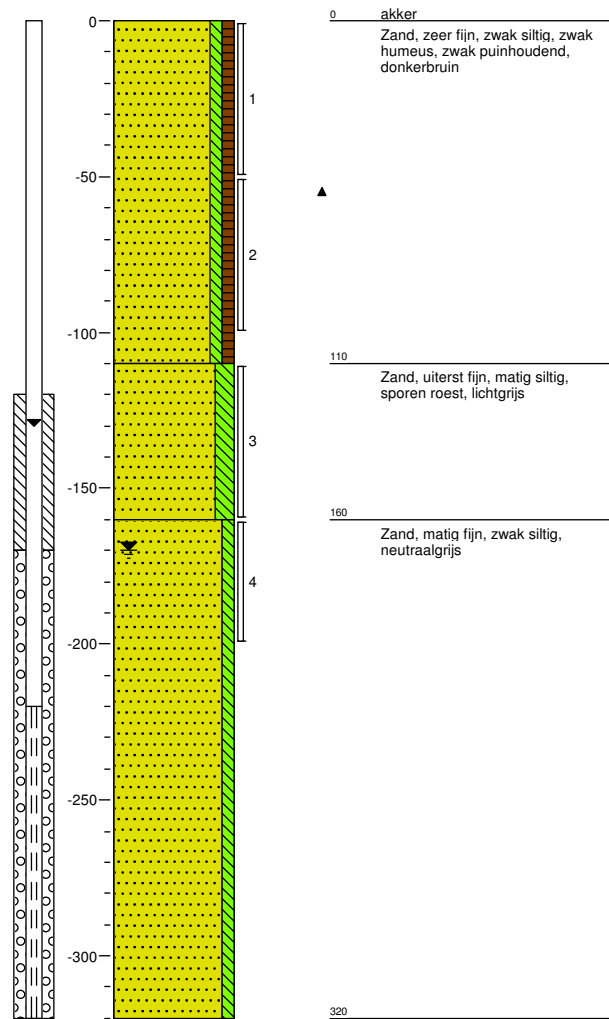 0
-50
-100
-150
-200
-250
-300
1
2
3
4
0 akker
Zand, zeer fijn, zwak siltig, zwak
humeus, zwak puinhoudend,
donkerbruin
110
Zand, uiterst fijn, matig siltig,
sporen roest, lichtgrijs
160
Zand, matig fijn, zwak siltig,
neutraalgrijs
320